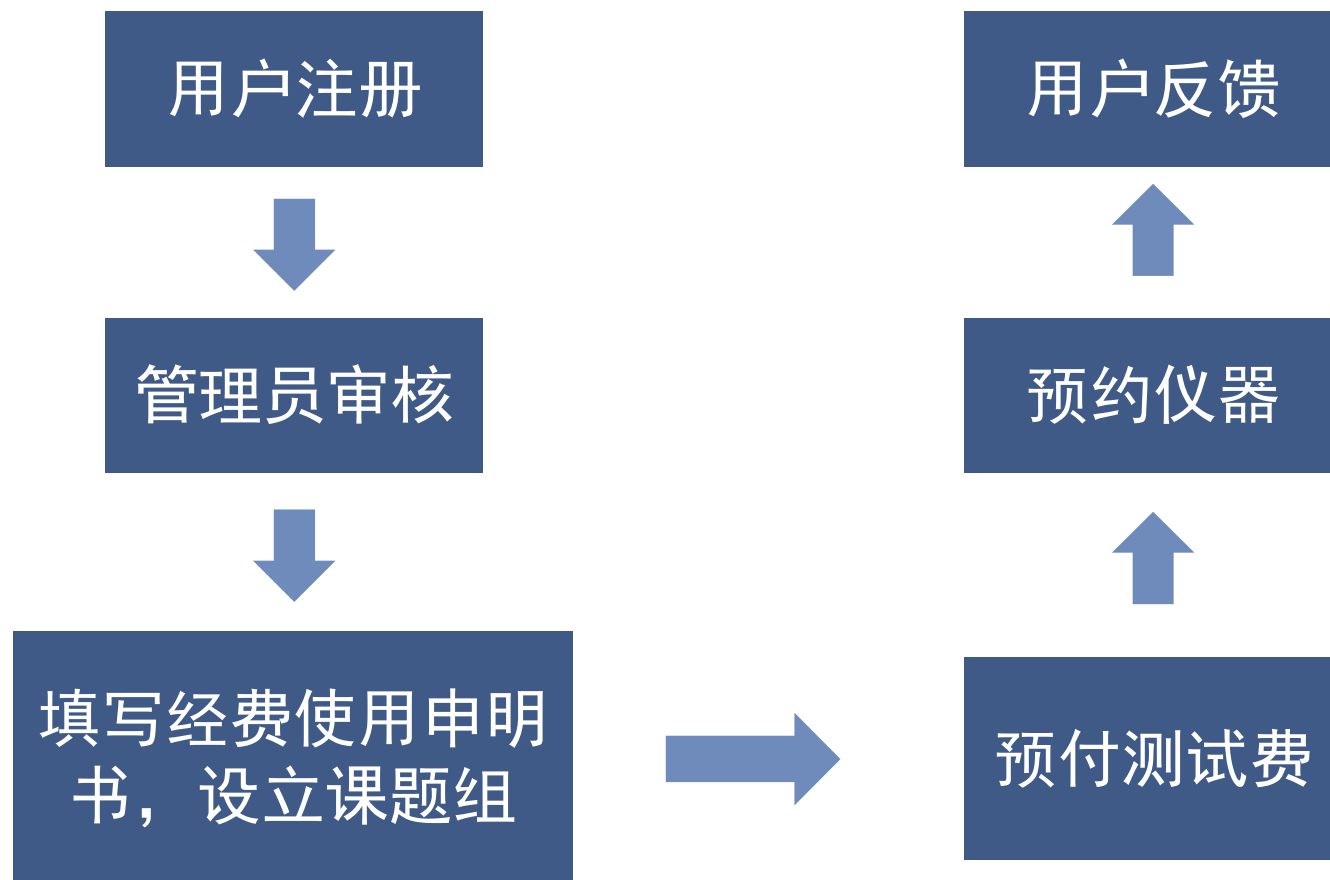 用户注册
管理员审核
填写经费使用申明
书，设立课题组
预付测试费
预约仪器
用户反馈